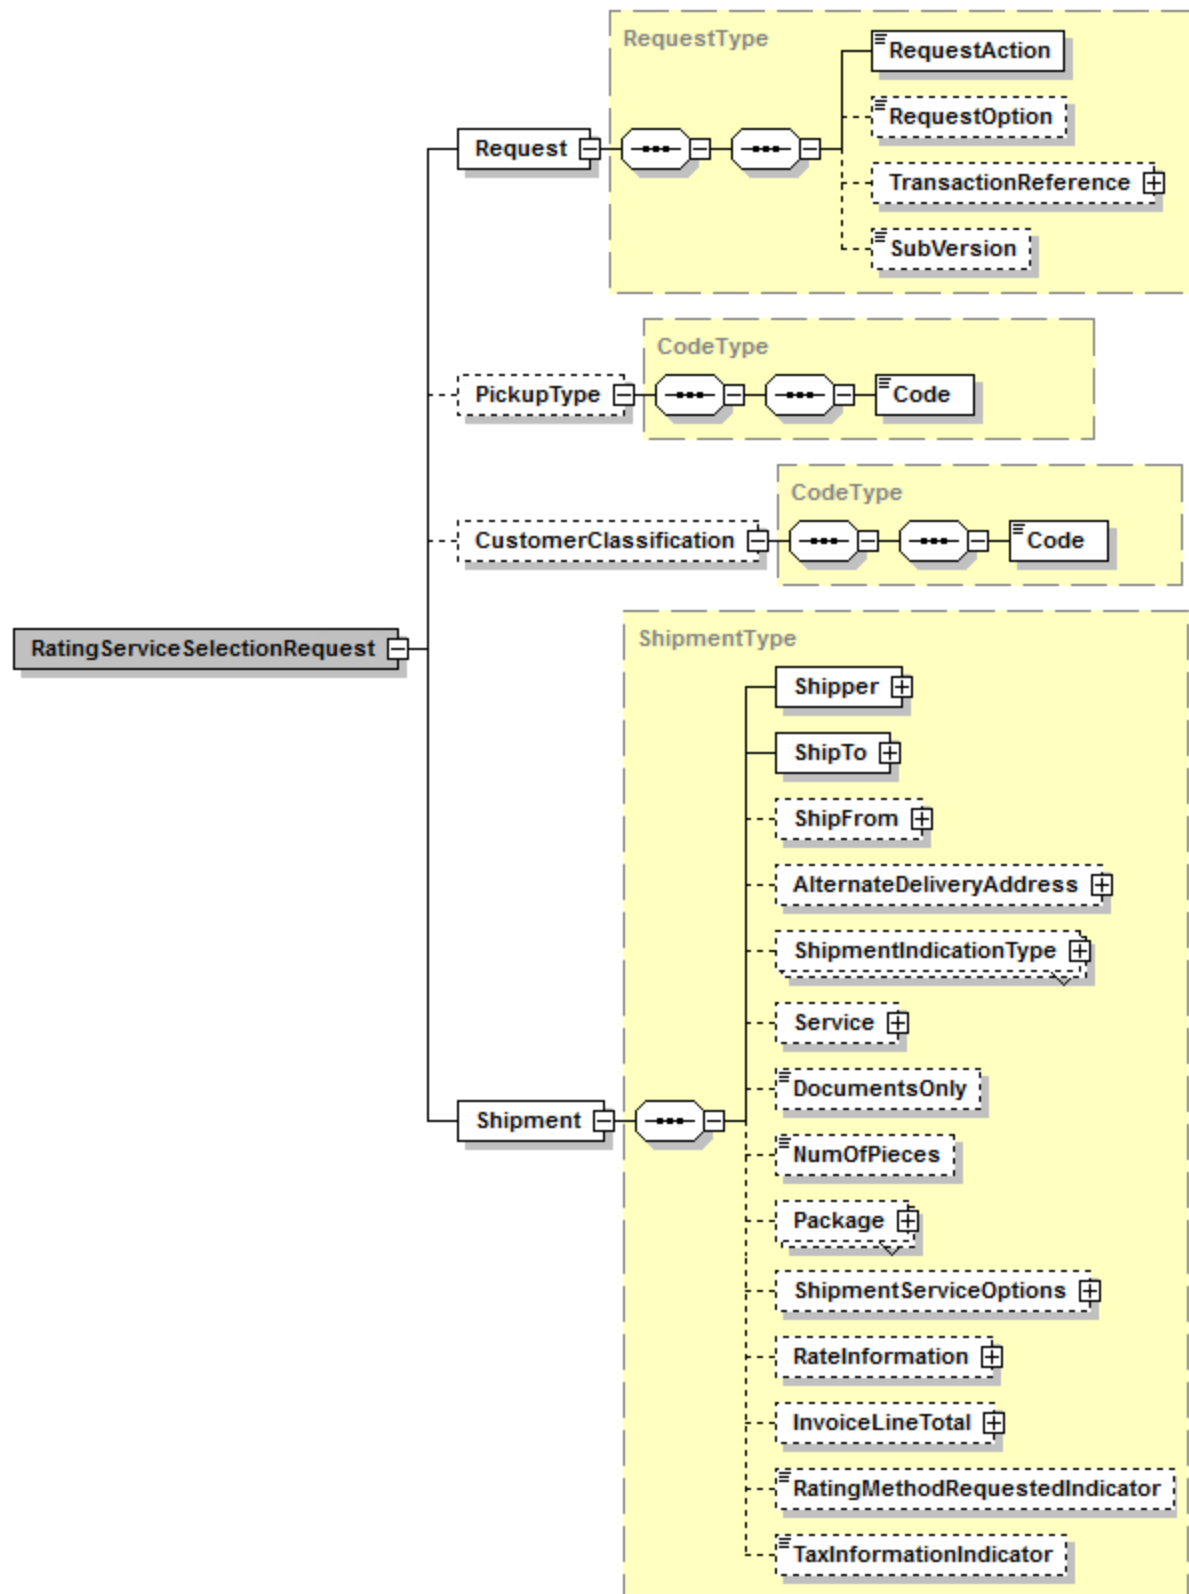 RequestType
RequestAction
RequestOption
Request
TransactionReference
SubVersion
CodeType
PickupType
Code
CodeType
CustomerClassification
Code
RatingServiceSelectionRequest
ShipmentType
Shipper
ShipTo
ShipFrom
AlternateDeliveryAddress
ShipmentIndicationType
Service
DocumentsOnly
Shipment
NumOfPieces
Package
ShipmentServiceOptions
RateInformation
InvoiceLineTotal
RatingMethodRequestedIndicator
TaxInformationIndicator